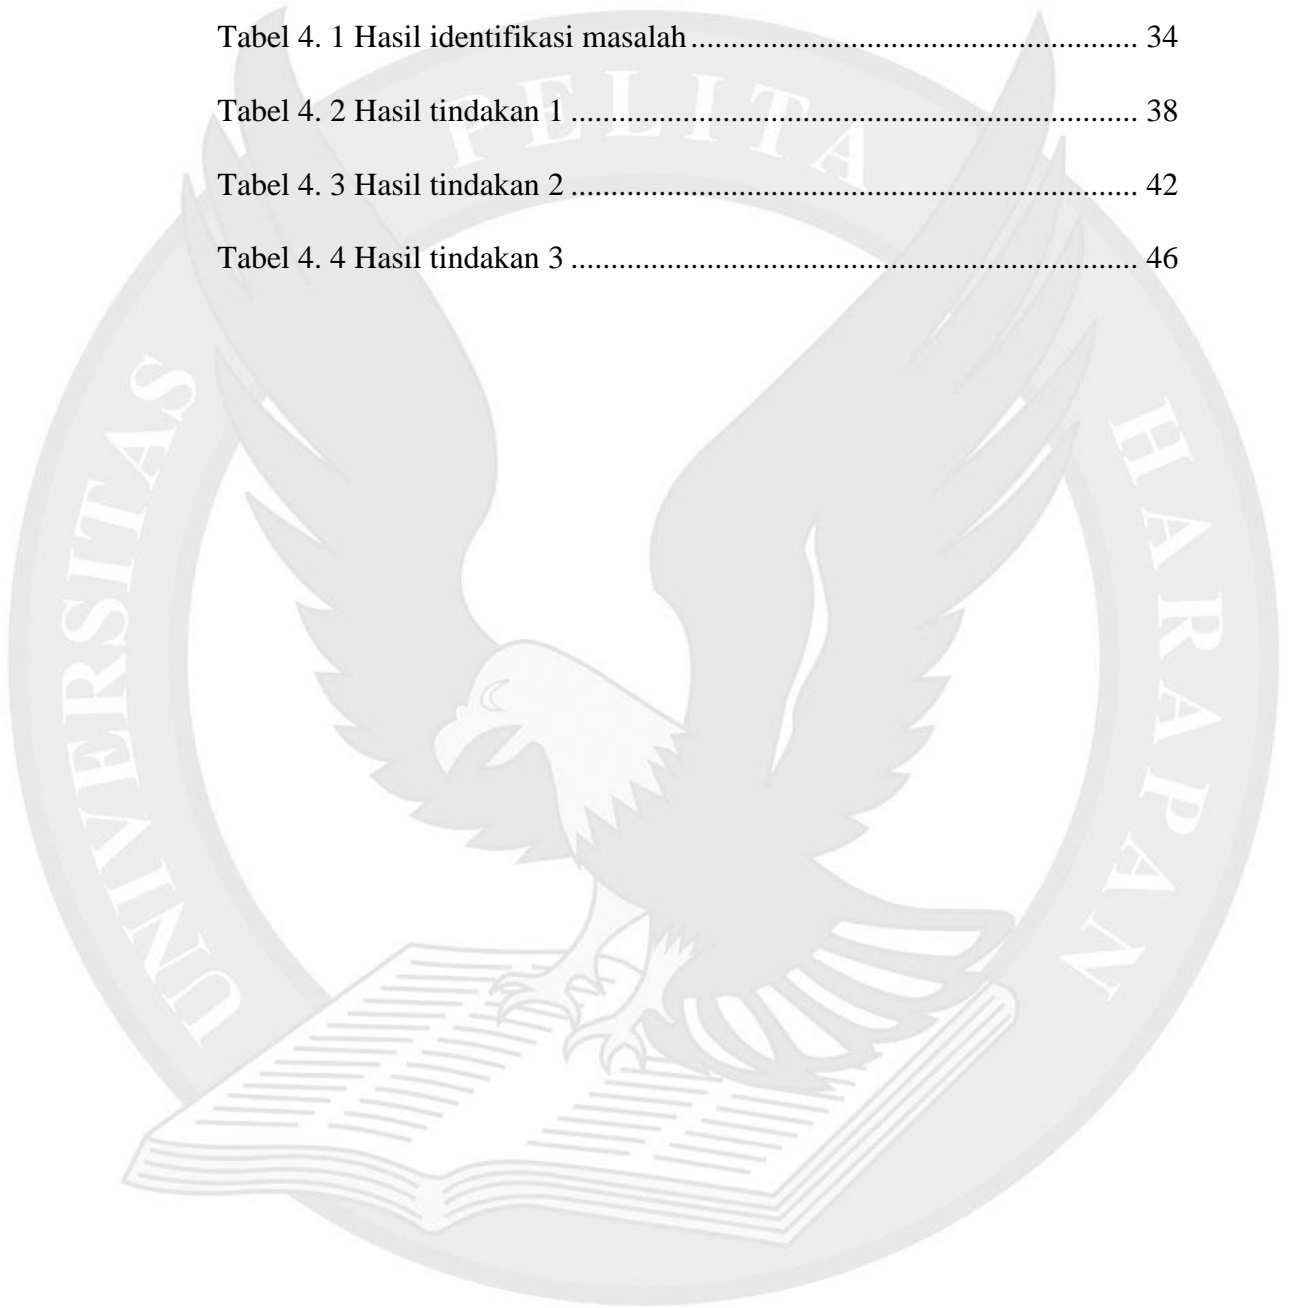 Tabel 4. 1 Hasil identifikasi masalah........................................................ 34
Tabel 4. 2 Hasil tindakan 1 ....................................................................... 38
Tabel 4. 3 Hasil tindakan 2 ....................................................................... 42
Tabel 4. 4 Hasil tindakan 3 ....................................................................... 46
UNIVERSITAS PELITA HARAPAN